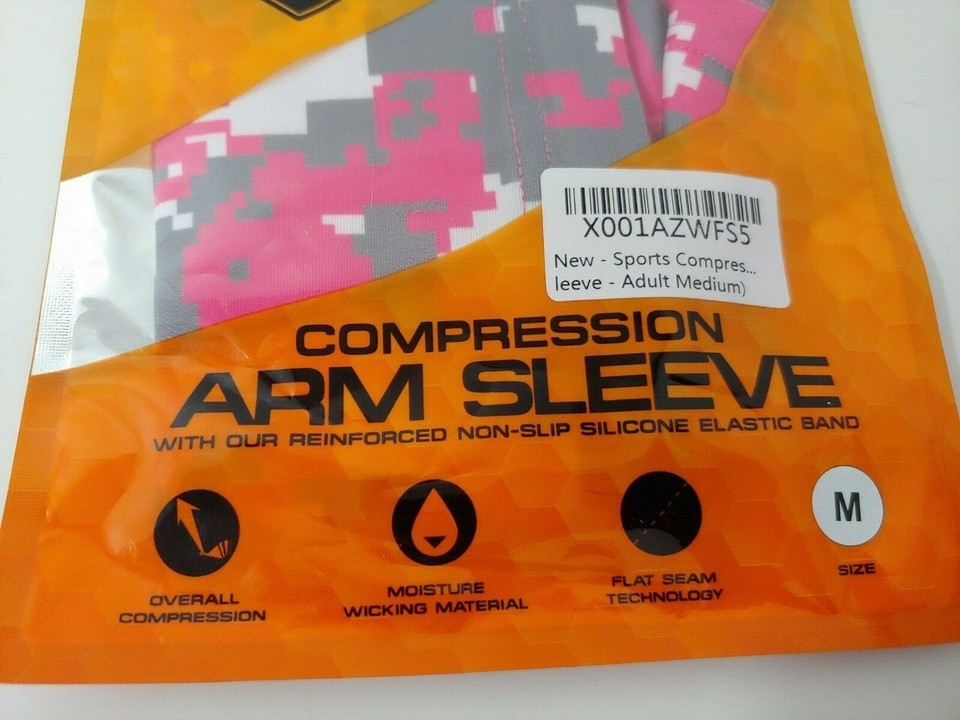 X001AZWFS5
New - Sports Compres...
leeve - Adult Medium)
COMPRESSION
ARM SLEEVE
WITH OUR REINFORCED NON-SLIP SILICONE ELASTIC BAND
M
OVERALL
COMPRESSION
MOISTURE
WICKING MATERIAL
FLAT SEAM
TECHNOLOGY
SIZE